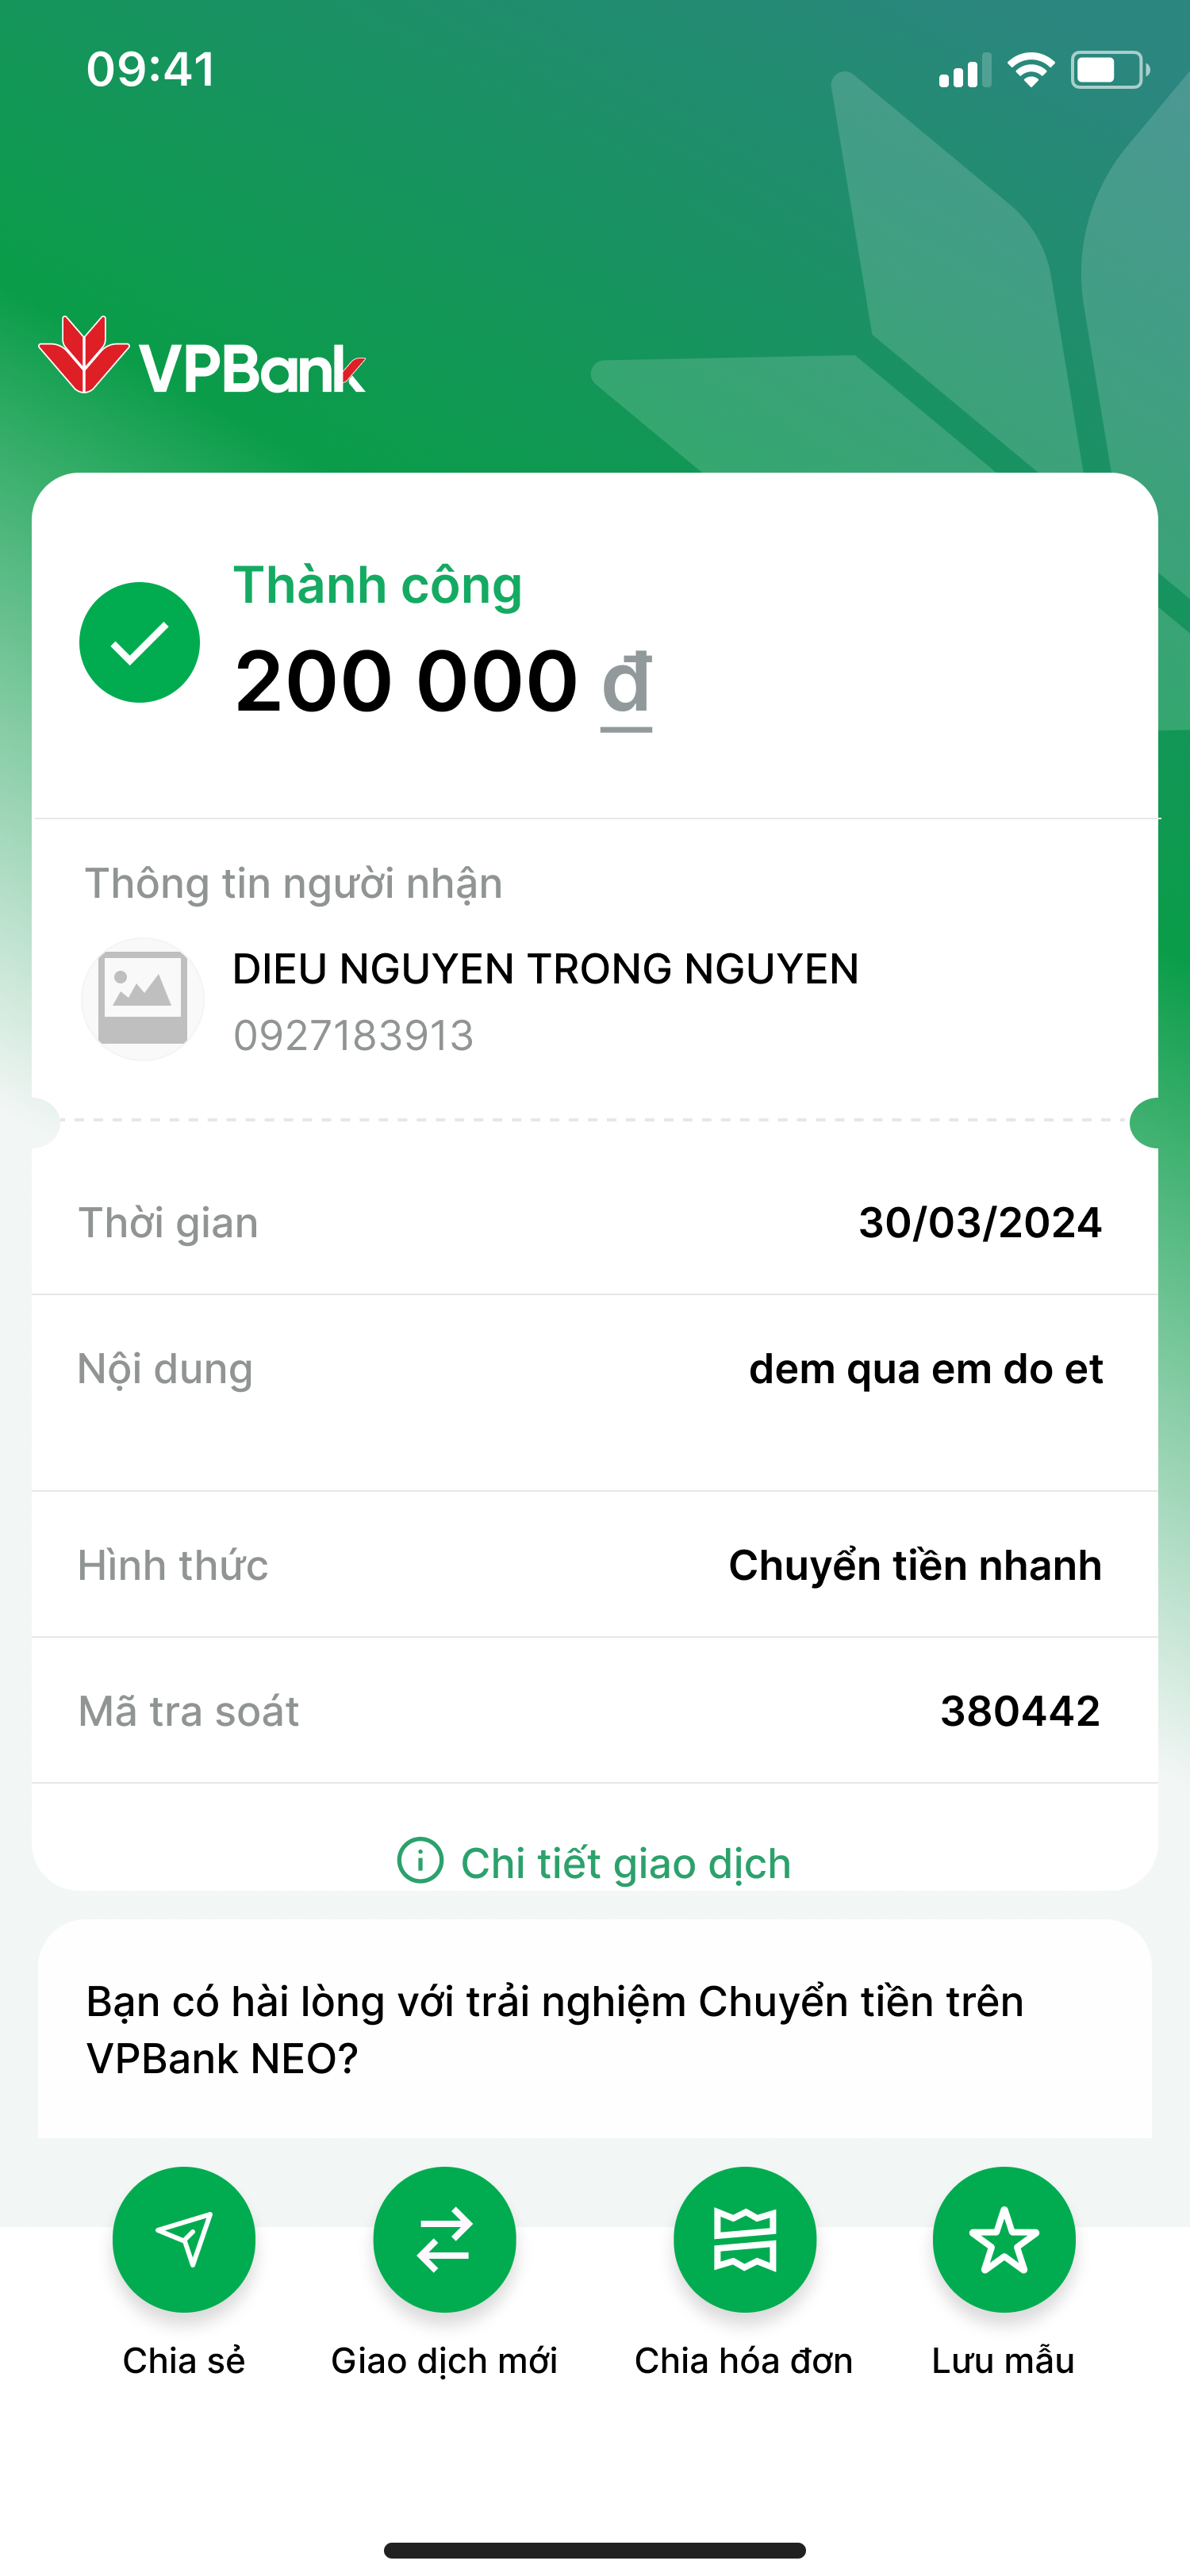 09:41
VPBank
Thành công
200 000 đ
Thông tin người nhận
DIEU NGUYEN TRONG NGUYEN
0927183913
Thời gian
30/03/2024
Nội dung
dem qua em do et
Hình thức
Chuyển tiền nhanh
Mã tra soát
380442
Chi tiết giao dịch
Bạn có hài lòng với trải nghiệm Chuyển tiền trên
VPBank NEO?
Chia sẻ
Giao dịch mới
Chia hóa đơn
Lưu mẫu